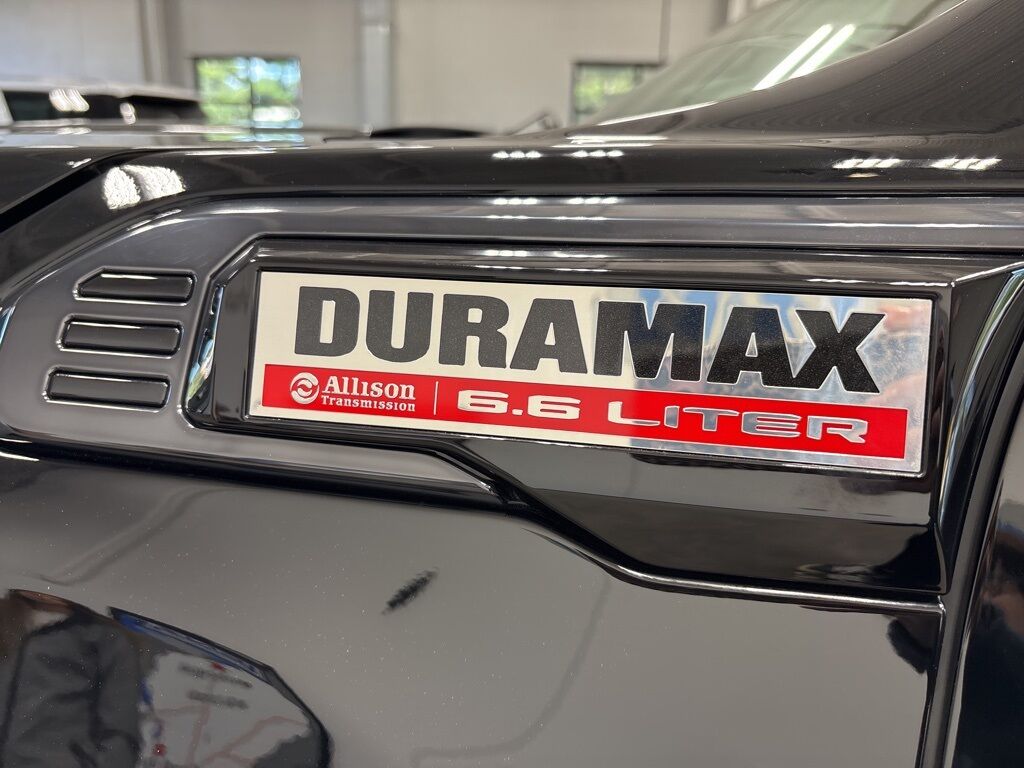 DURAMAX
Allison
Transmission
6.6 LITER